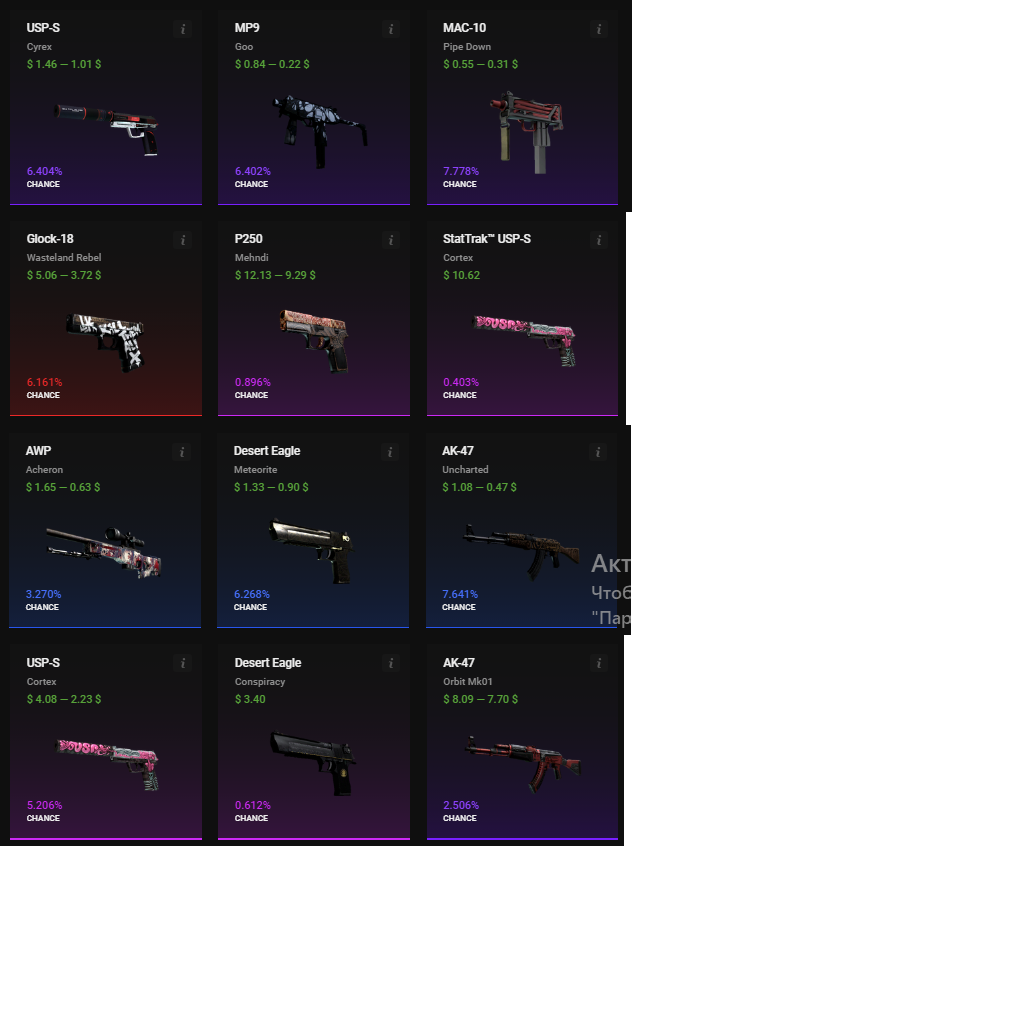 USP-S
Cyrex
$ 1.46 — 1.01 $
6.404%
CHANCE
MP9
Goo
$ 0.84 — 0.22 $
6.402%
CHANCE
MAC-10
Pipe Down
$ 0.55 — 0.31 $
7.778%
CHANCE
Glock-18
Wasteland Rebel
$ 5.06 — 3.72 $
6.161%
CHANCE
P250
Mehndi
$ 12.13 — 9.29 $
0.896%
CHANCE
StatTrak™ USP-S
Cortex
$ 10.62
0.403%
CHANCE
AWP
Acheron
$ 1.65 — 0.63 $
3.270%
CHANCE
Desert Eagle
Meteorite
$ 1.33 — 0.90 $
6.268%
CHANCE
AK-47
Uncharted
$ 1.08 — 0.47 $
7.641%
CHANCE
Акт
Чтоб
"Пар
USP-S
Cortex
$ 4.08 — 2.23 $
5.206%
CHANCE
Desert Eagle
Conspiracy
$ 3.40
0.612%
CHANCE
AK-47
Orbit Mk01
$ 8.09 — 7.70 $
2.506%
CHANCE